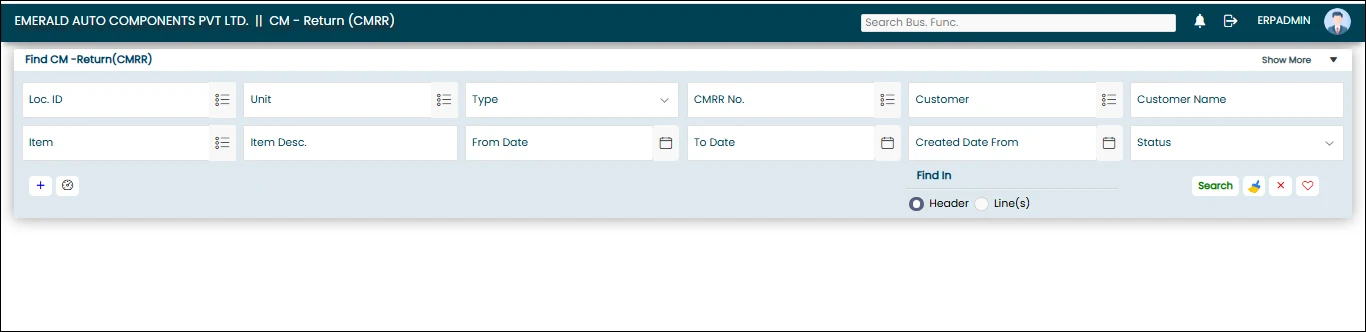 EMERALD AUTO COMPONENTS PVT LTD. || CM - Return (CMRR) Search Bus. Func. ERPADMIN
Find CM -Return(CMRR) Show More
Loc. ID Unit Type CMRR No. Customer Customer Name
Item Item Desc. From Date To Date Created Date From Status
Find In
+ Search
Header Line(s)